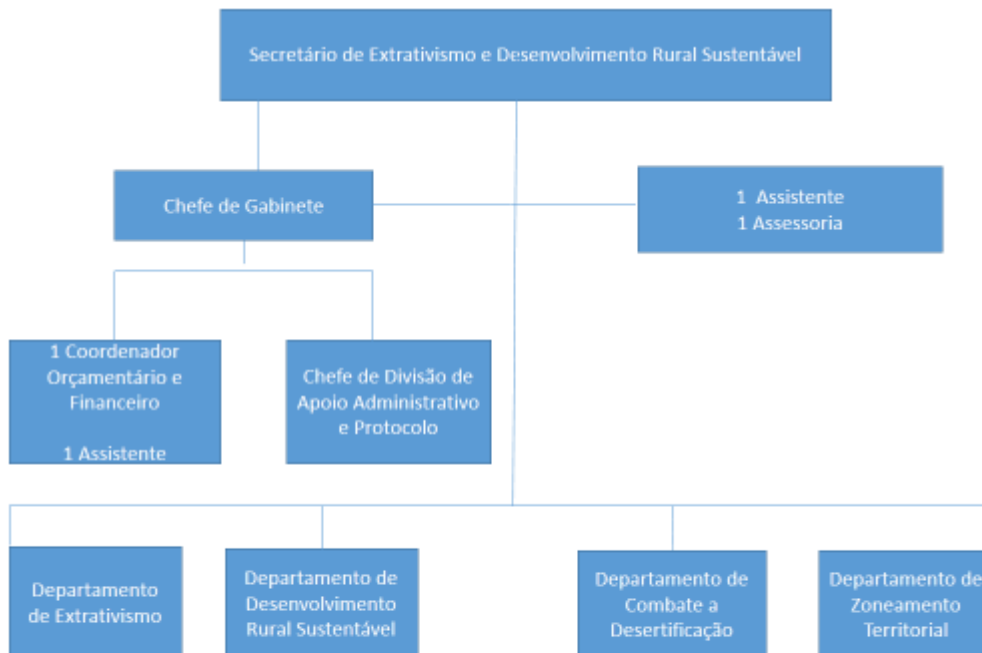 Secretário de Extrativismo e Desenvolvimento Rural Sustentável
Chefe de Gabinete
1 Assistente
1 Assessoria
1 Coordenador
Orçamentário e
Financeiro
1 Assistente
Chefe de Divisão de
Apoio Administrativo
e Protocolo
Departamento
de Extrativismo
Departamento de
Desenvolvimento
Rural Sustentável
Departamento de
Combate a
Desertificação
Departamento de
Zoneamento
Territorial